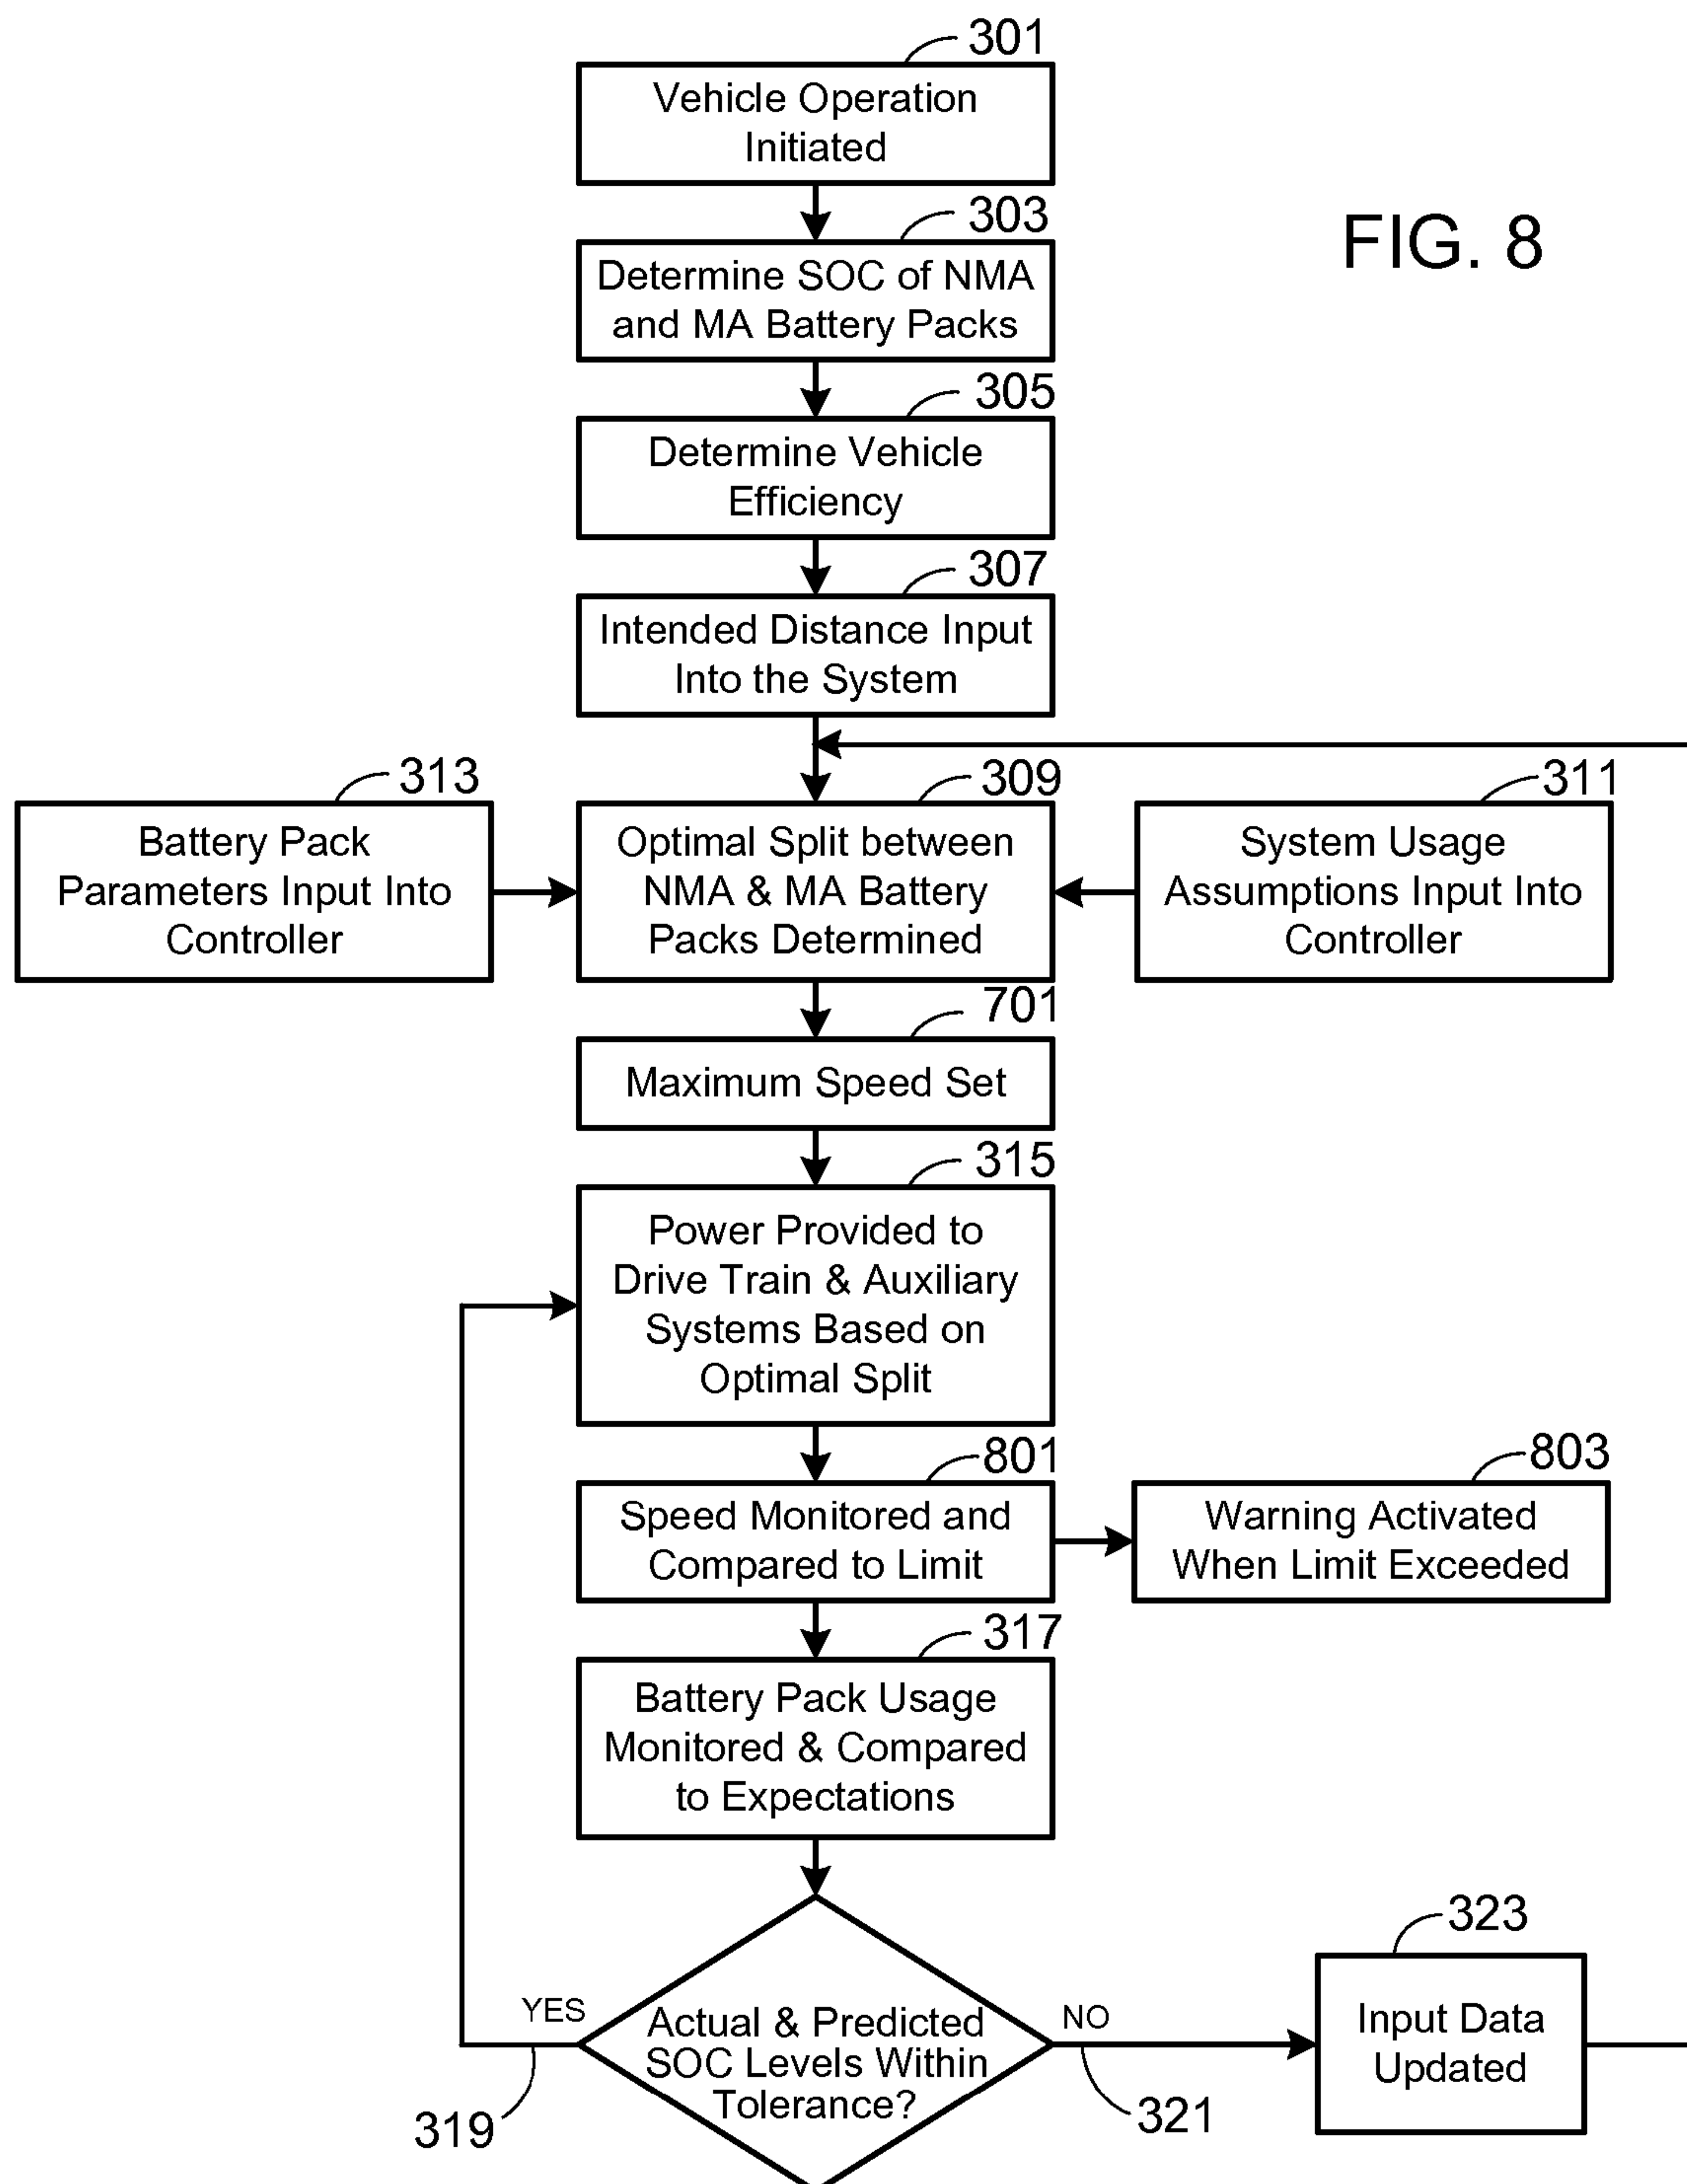 301
Vehicle Operation
Initiated
303
FIG. 8
Determine SOC of NMA
and MA Battery Packs
305
Determine Vehicle
Efficiency
307
Intended Distance Input
Into the System
313
Battery Pack
Parameters Input Into
Controller
309
Optimal Split between
NMA & MA Battery
Packs Determined
311
System Usage
Assumptions Input Into
Controller
701
Maximum Speed Set
315
Power Provided to
Drive Train & Auxiliary
Systems Based on
Optimal Split
801
Speed Monitored and
Compared to Limit
803
Warning Activated
When Limit Exceeded
317
Battery Pack Usage
Monitored & Compared
to Expectations
YES
319
Actual & Predicted
SOC Levels Within
Tolerance?
NO
321
323
Input Data
Updated